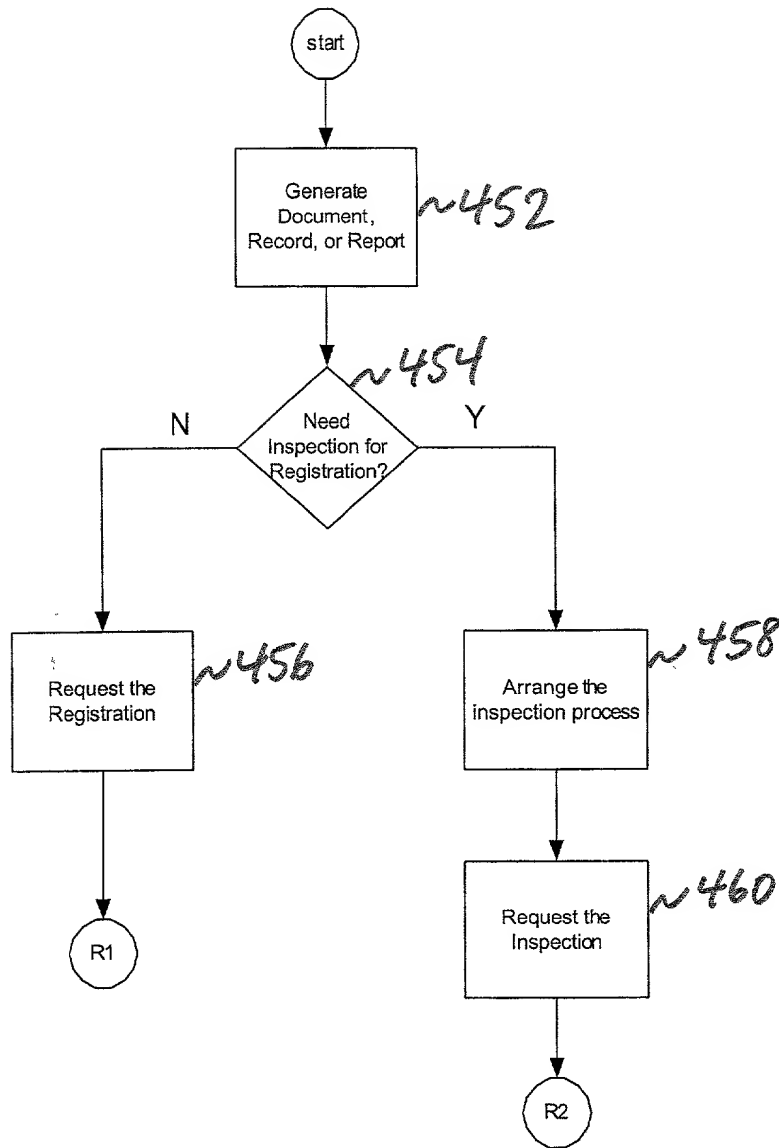 start
Generate
Document,
Record, or Report
~452
~454
N
Need
Inspection for
Registration?
Y
Request the
Registration
~456
Arrange the
inspection process
~458
Request the
Inspection
~460
R1
R2